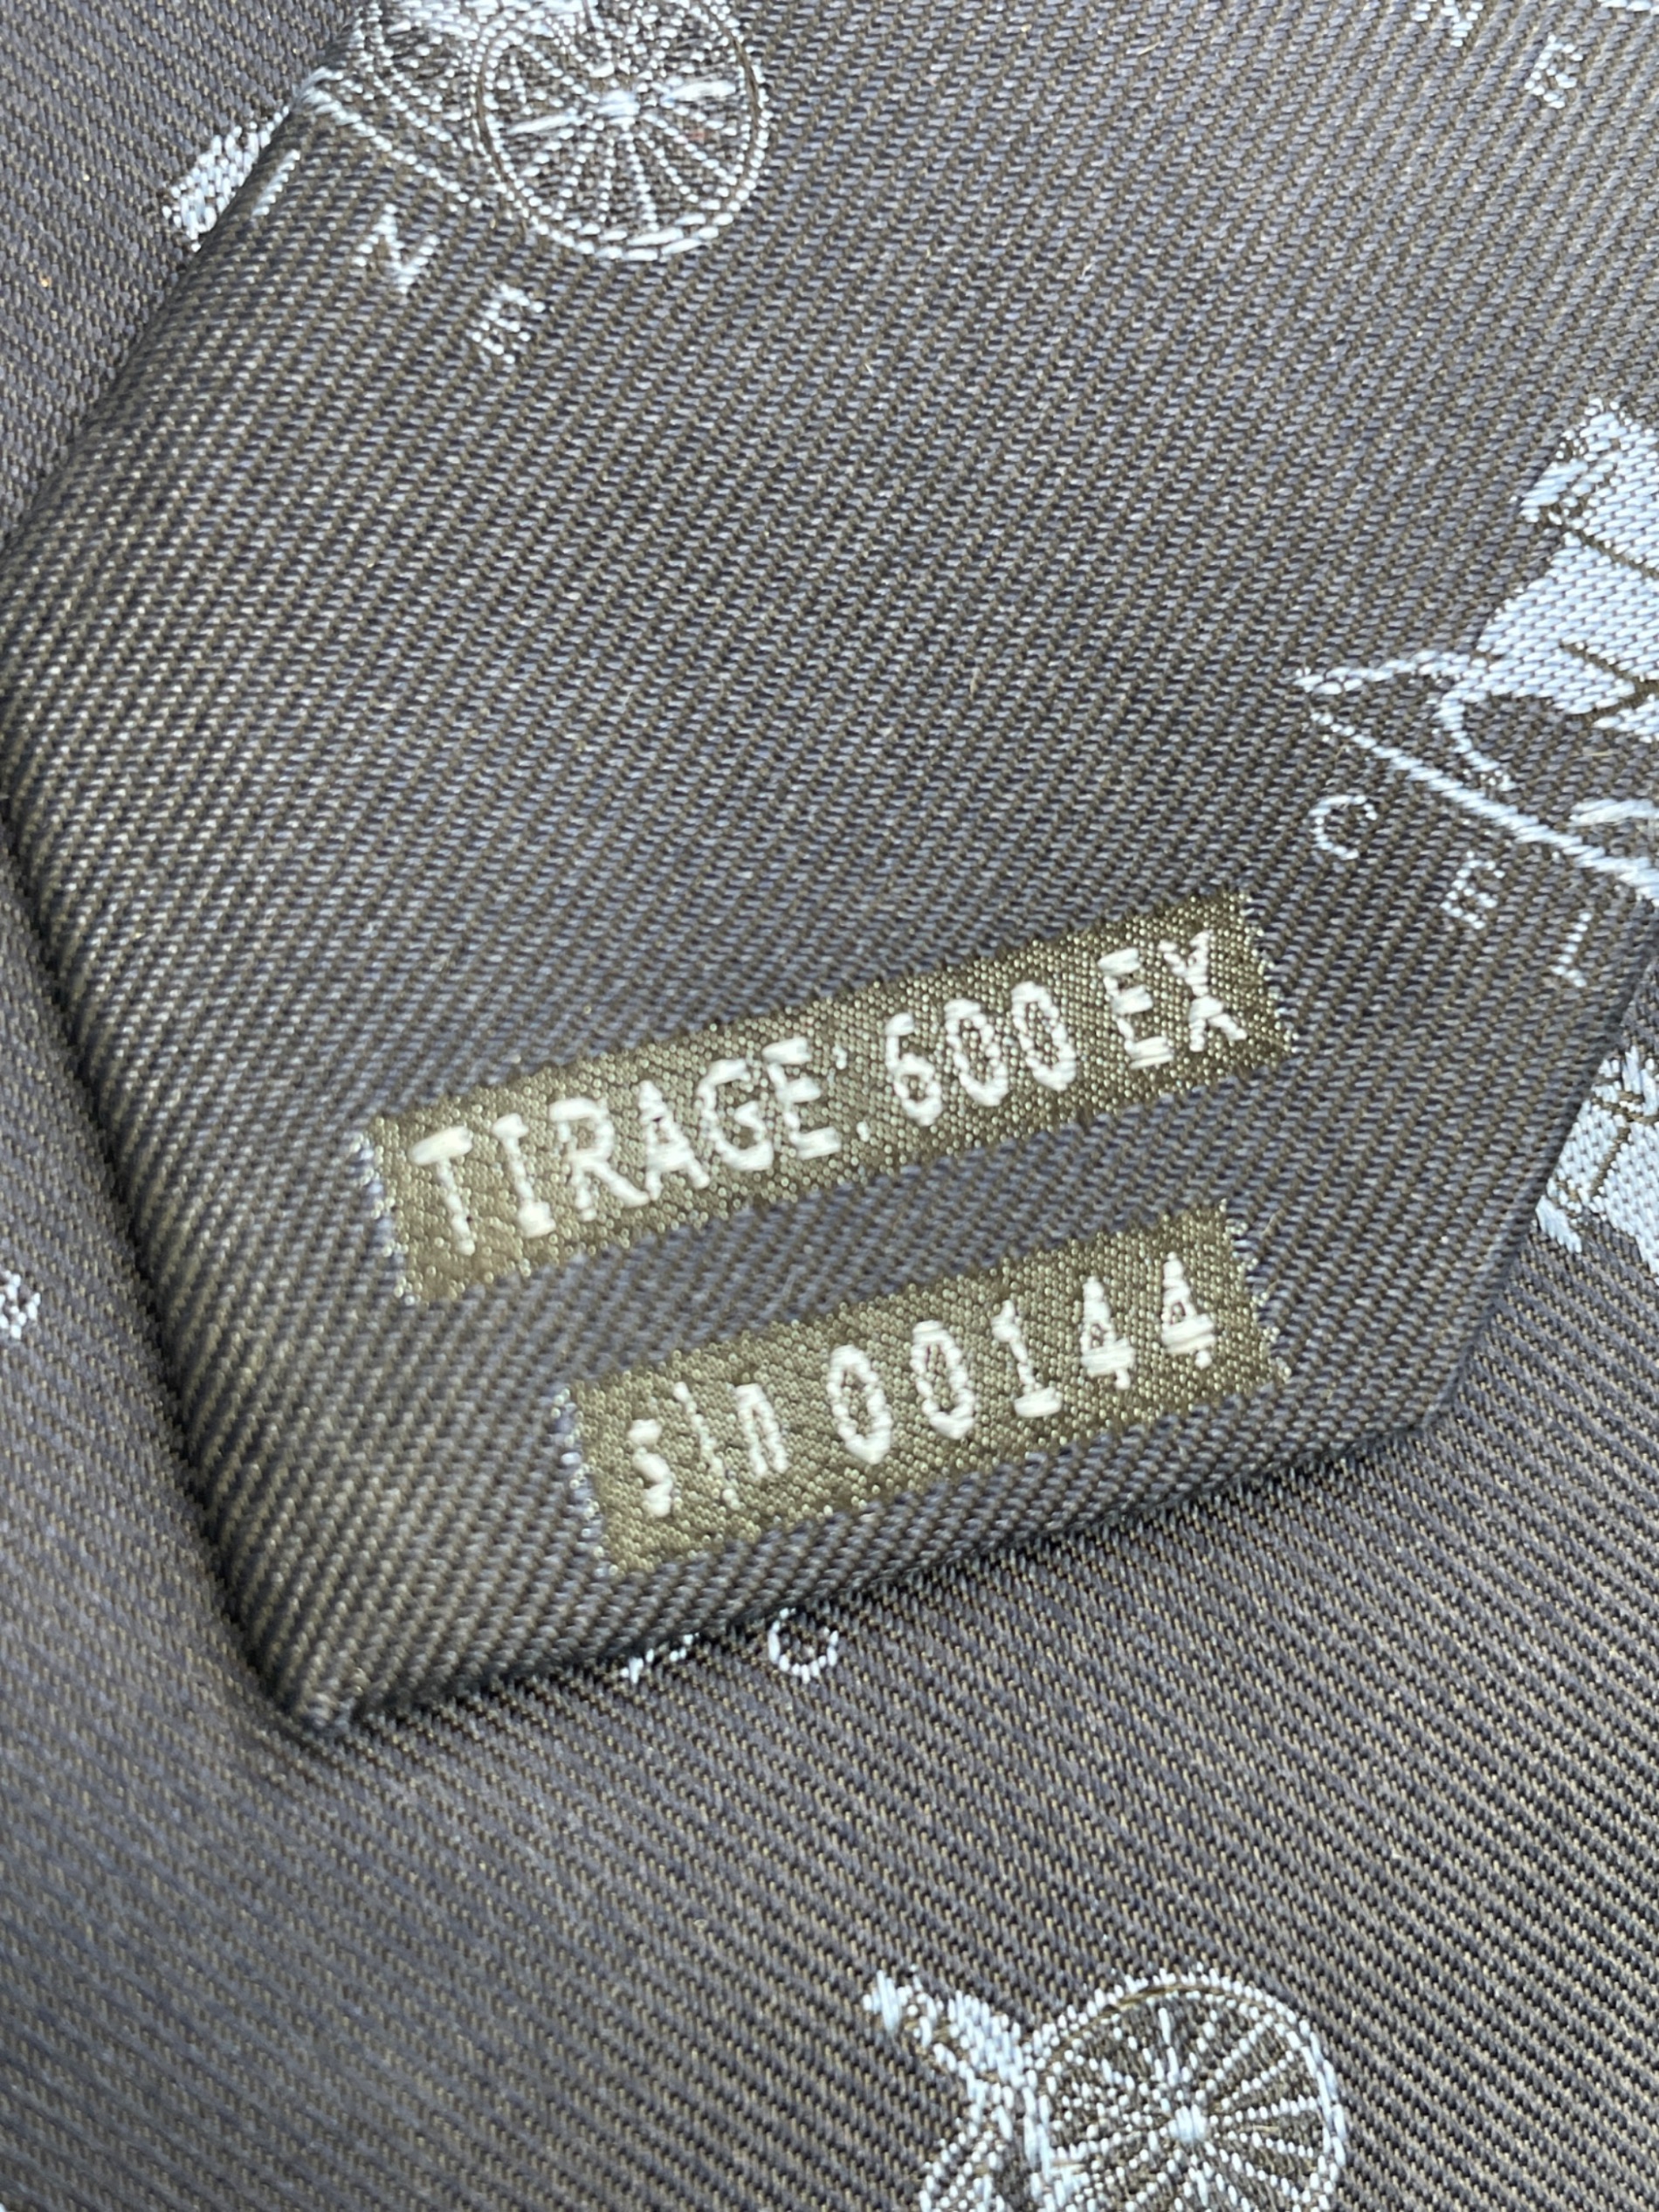 TIRAGE: 600 EX
s\n 00144
N E
C E L